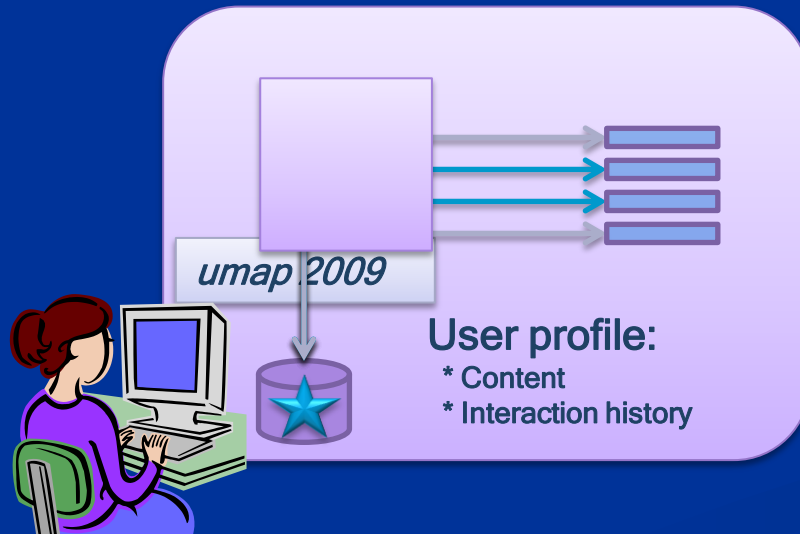 umap 2009
User profile:
* Content
* Interaction history